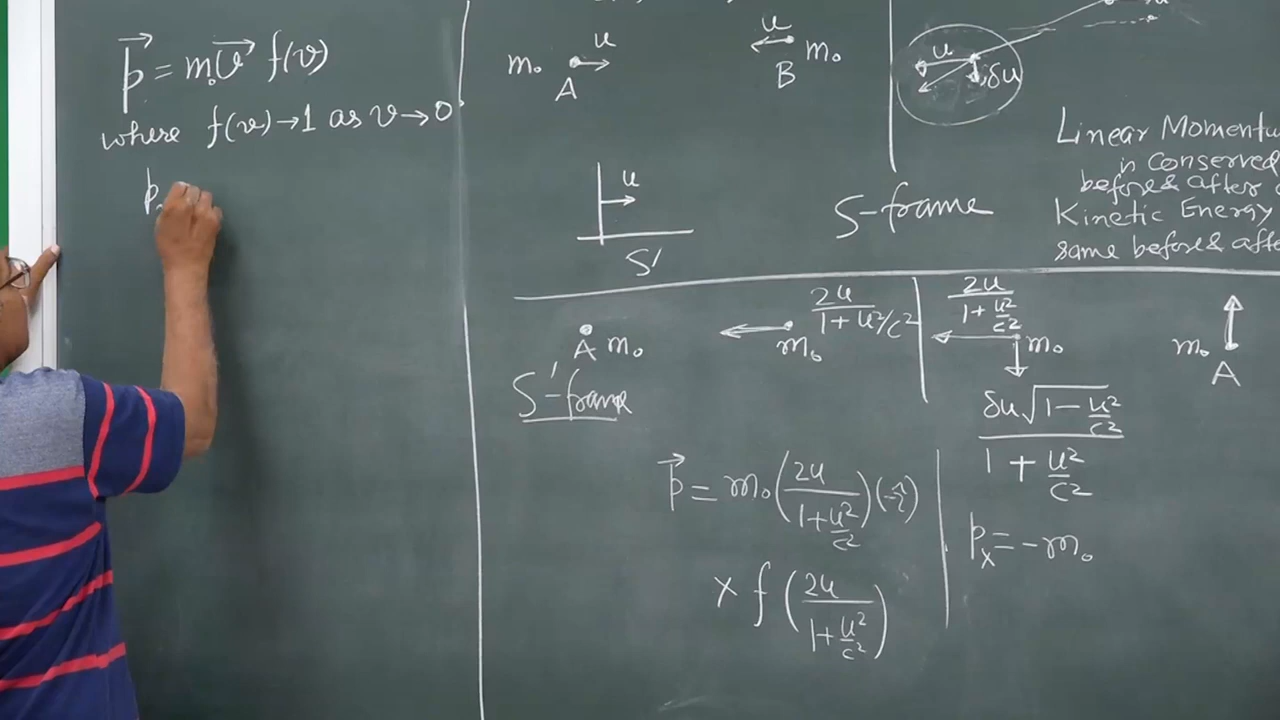 p⃗ = m₀v⃗ f(v)
where f(v)→1 as v→0
p
m₀ A u
u B m₀
u
S'
u
δu
S-frame
Linear Momentu
is Conserved
before & after
Kinetic Energy
same before & afte
A m₀
S'-frame
2u / (1 + u²/c²)
m₀
2u / (1 + u²/c²)
m₀
δu√(1 − u²/c²) / (1 + u²/c²)
m₀ A
p⃗ = m₀ (2u / (1 + u²/c²)) (−î)
× f (2u / (1 + u²/c²))
pₓ = −m₀